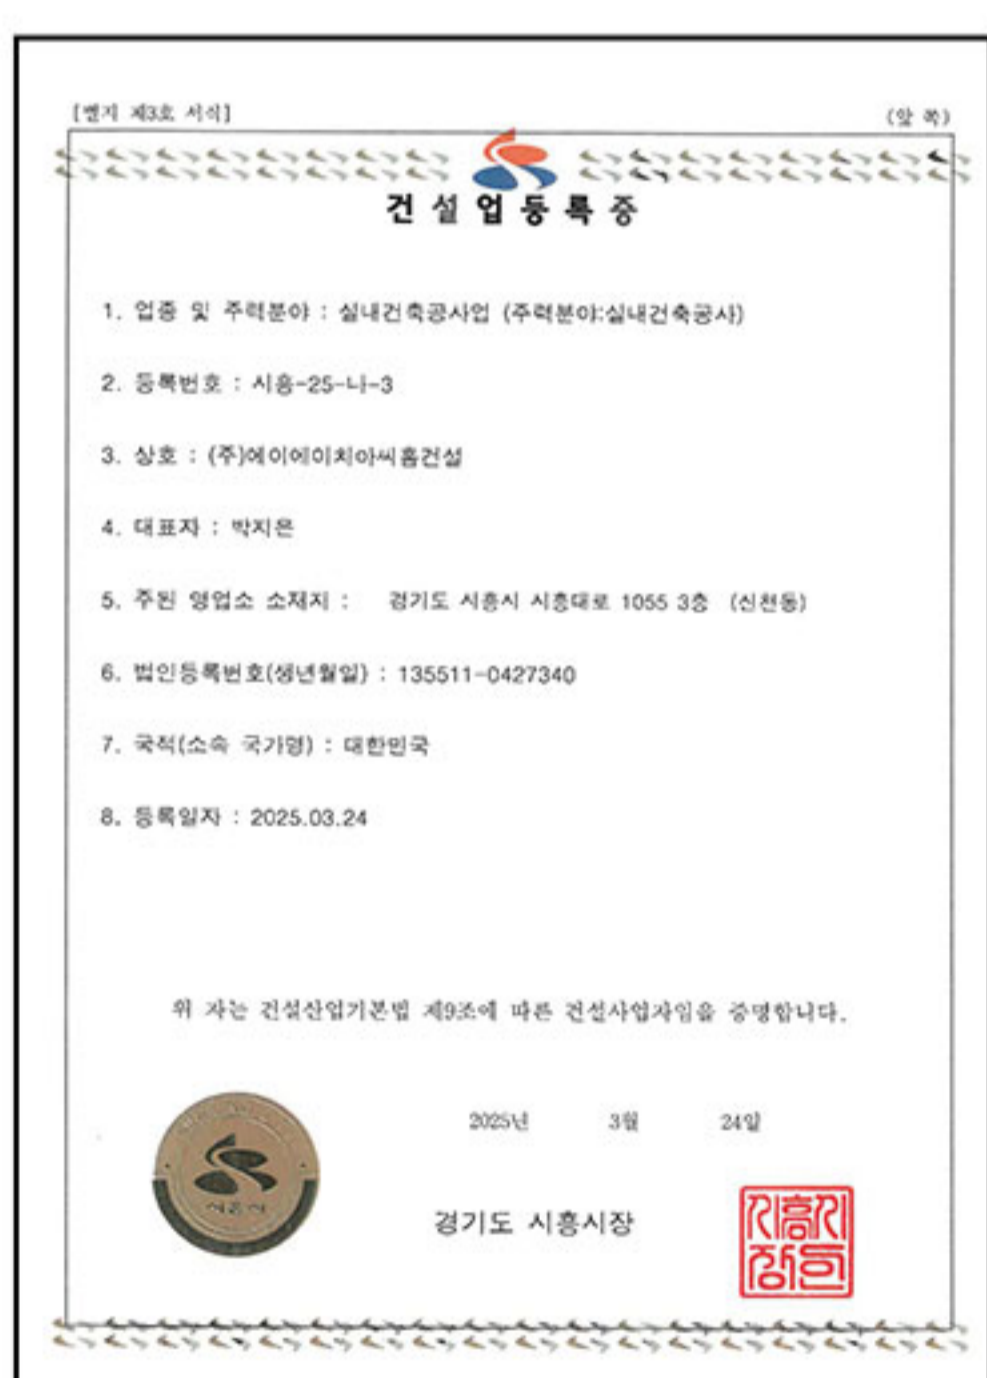 [별지 제3호 서식]
(앞 쪽)
건설업등록증
1. 업종 및 주력분야 : 실내건축공사업 (주력분야:실내건축공사)
2. 등록번호 : 시흥-25-나-3
3. 상호 : (주)에이에이치아씨홈건설
4. 대표자 : 박지은
5. 주된 영업소 소재지 : 경기도 시흥시 시흥대로 1055 3층 (신천동)
6. 법인등록번호(생년월일) : 135511-0427340
7. 국적(소속 국가명) : 대한민국
8. 등록일자 : 2025.03.24
위 자는 건설산업기본법 제9조에 따른 건설사업자임을 증명합니다.
2025년 3월 24일
시흥시
경기도 시흥시장